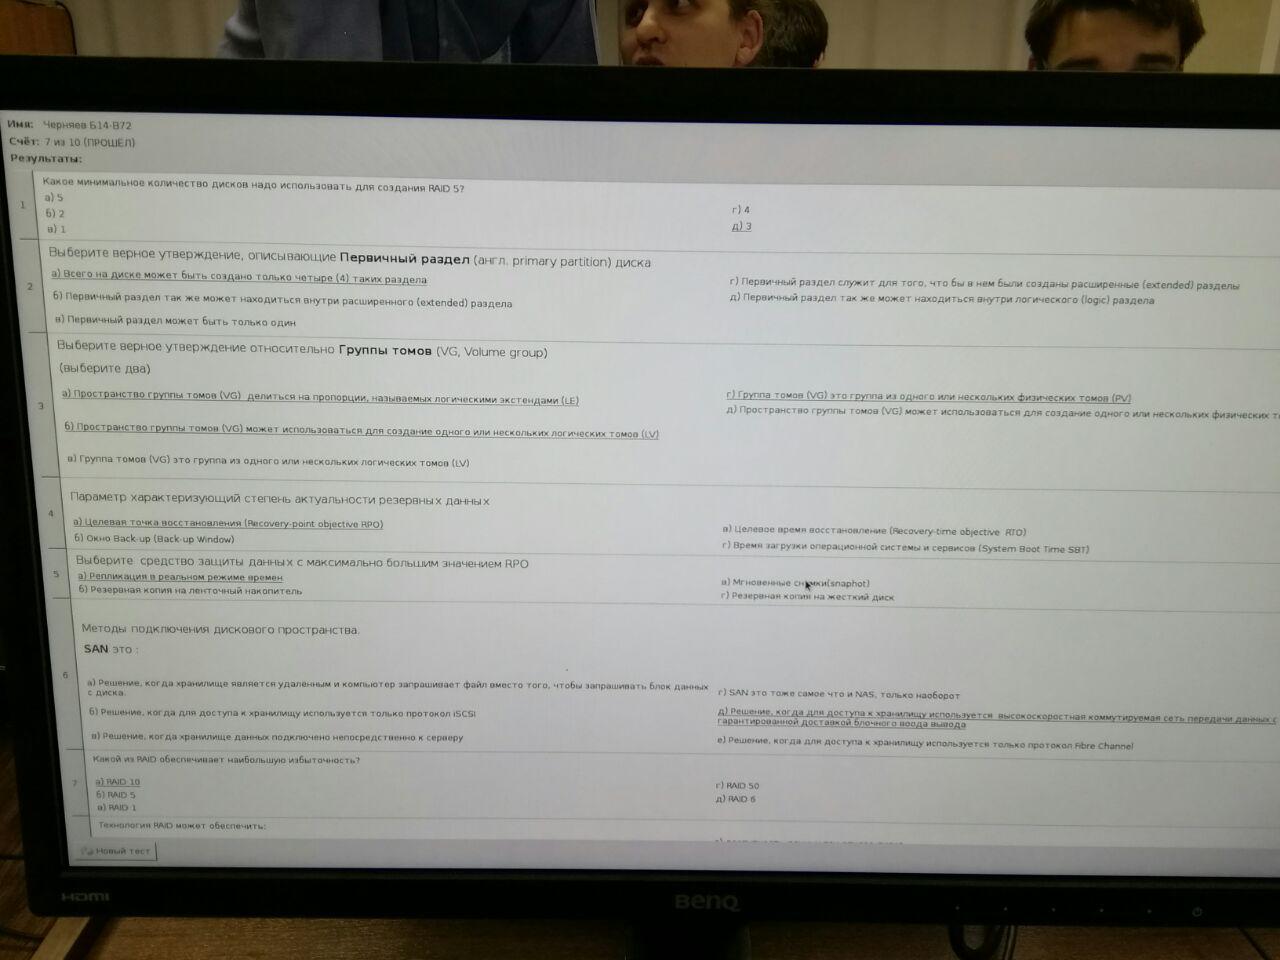 Имя: Черняев Б14-В72
Счёт: 7 из 10 (ПРОШЁЛ)
Результаты:
1
Какое минимальное количество дисков надо использовать для создания RAID 5?
а) 5
б) 2
в) 1
г) 4
д) 3
2
Выберите верное утверждение, описывающие Первичный раздел (англ. primary partition) диска
а) Всего на диске может быть создано только четыре (4) таких раздела
б) Первичный раздел так же может находиться внутри расширенного (extended) раздела
в) Первичный раздел может быть только один
г) Первичный раздел служит для того, что бы в нем были созданы расширенные (extended) разделы
д) Первичный раздел так же может находиться внутри логического (logic) раздела
3
Выберите верное утверждение относительно Группы томов (VG, Volume group)
(выберите два)
а) Пространство группы томов (VG) делиться на пропорции, называемых логическими экстендами (LE)
б) Пространство группы томов (VG) может использоваться для создание одного или нескольких логических томов (LV)
в) Группа томов (VG) это группа из одного или нескольких логических томов (LV)
г) Группа томов (VG) это группа из одного или нескольких физических томов (PV)
д) Пространство группы томов (VG) может использоваться для создание одного или нескольких физических
4
Параметр характеризующий степень актуальности резервных данных
а) Целевая точка восстановления (Recovery-point objective RPO)
б) Окно Back-up (Back-up Window)
в) Целевое время восстановления (Recovery-time objective RTO)
г) Время загрузки операционной системы и сервисов (System Boot Time SBT)
5
Выберите средство защиты данных с максимально большим значением RPO
а) Репликация в реальном режиме времен
б) Резервная копия на ленточный накопитель
в) Мгновенные снимки(snaphot)
г) Резервная копия на жесткий диск
6
Методы подключения дискового пространства.
SAN это :
а) Решение, когда хранилище является удаленным и компьютер запрашивает файл вместо того, чтобы запрашивать блок данных
с диска.
б) Решение, когда для доступа к хранилищу используется только протокол iSCSI
в) Решение, когда хранилище данных подключено непосредственно к серверу
г) SAN это тоже самое что и NAS, только наоборот
д) Решение, когда для доступа к хранилищу используется высокоскоростная коммутируемая сеть передачи данных с
гарантированной доставкой блочного воода вывода
е) Решение, когда для доступа к хранилищу используется только протокол Fibre Channel
7
Какой из RAID обеспечивает наибольшую избыточность?
а) RAID 10
б) RAID 5
в) RAID 1
г) RAID 50
д) RAID 6
Технология RAID может обеспечить:
Новый тест
HDMI
BenQ